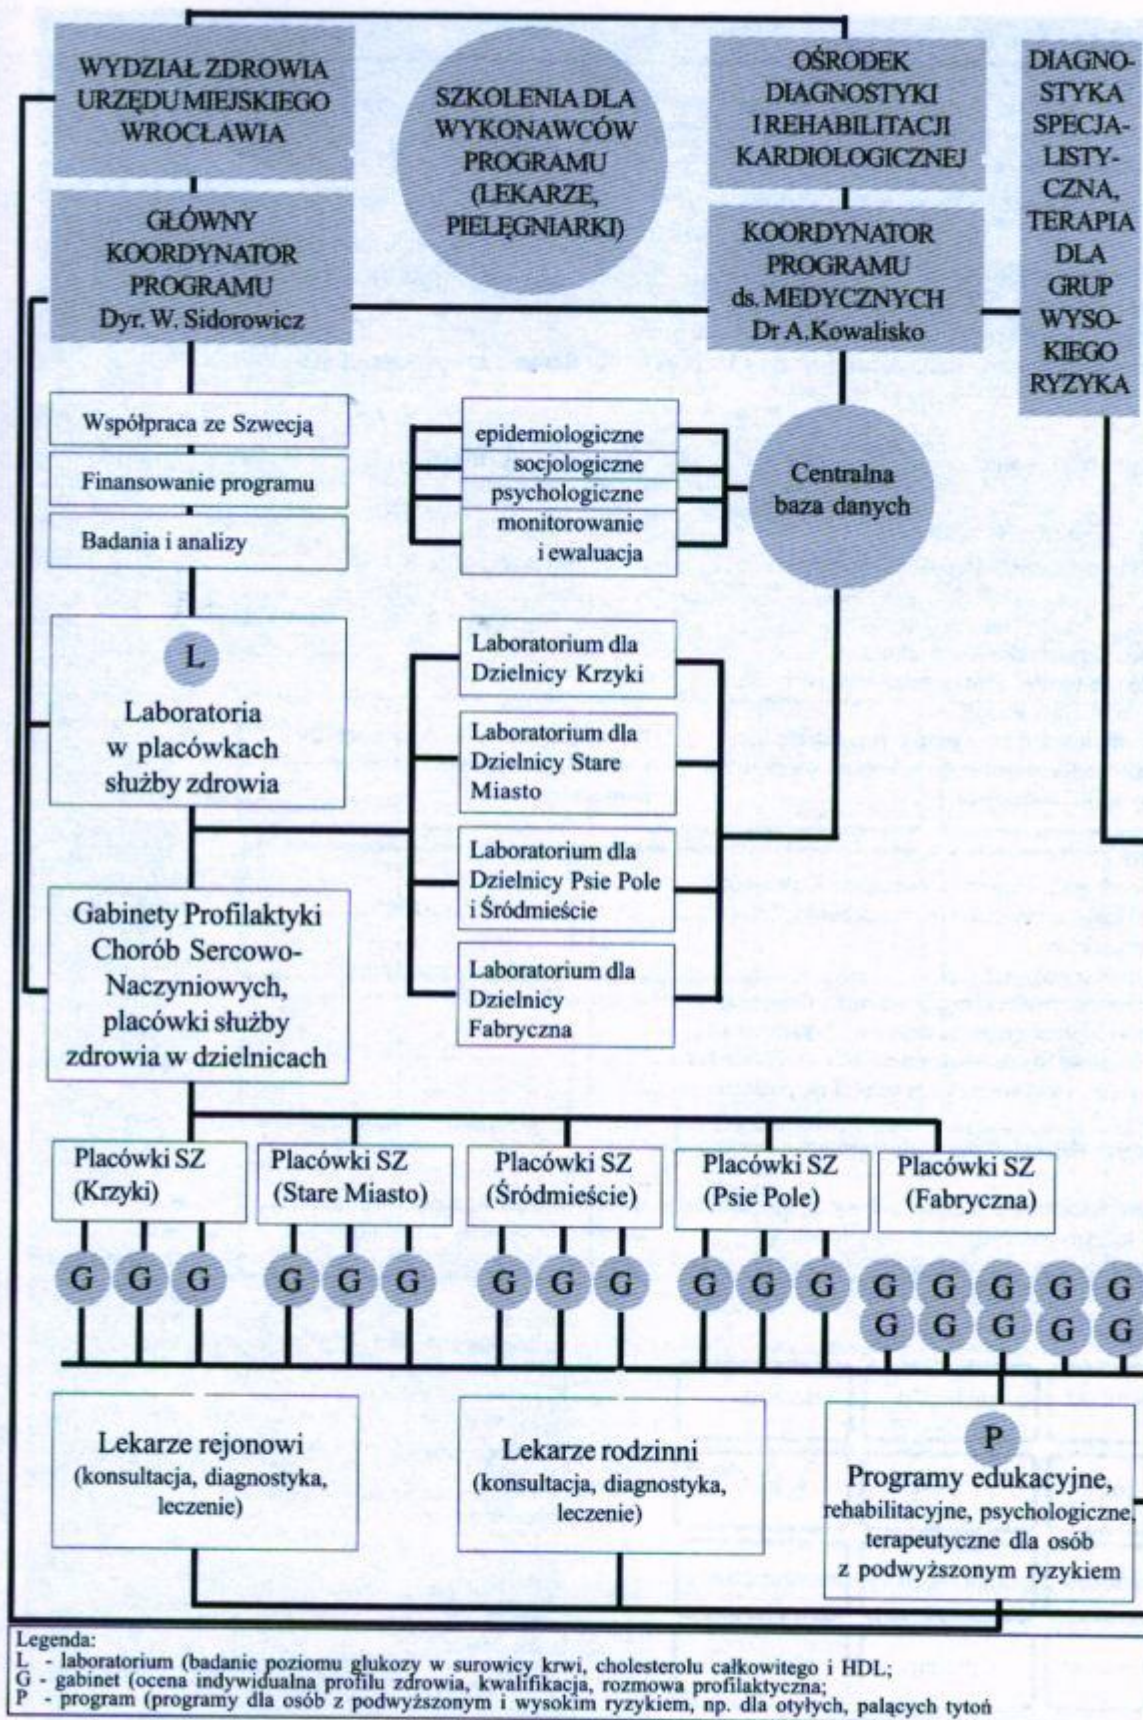 WYDZIAŁ ZDROWIA
URZĘDU MIEJSKIEGO
WROCŁAWIA
SZKOLENIA DLA
WYKONAWCÓW
PROGRAMU
(LEKARZE,
PIELĘGNIARKI)
OŚRODEK
DIAGNOSTYKI
I REHABILITACJI
KARDIOLOGICZNEJ
DIAGNO-
STYKA
SPECJA-
LISTY-
CZNA,
TERAPIA
DLA
GRUP
WYSO-
KIEGO
RYZYKA
GŁÓWNY
KOORDYNATOR
PROGRAMU
Dyr. W. Sidorowicz
KOORDYNATOR
PROGRAMU
ds. MEDYCZNYCH
Dr A.Kowalisko
Współpraca ze Szwecją
Finansowanie programu
Badania i analizy
epidemiologiczne
socjologiczne
psychologiczne
monitorowanie
i ewaluacja
Centralna
baza danych
L
Laboratoria
w placówkach
służby zdrowia
Laboratorium dla
Dzielnicy Krzyki
Laboratorium dla
Dzielnicy Stare
Miasto
Laboratorium dla
Dzielnicy Psie Pole
i Śródmieście
Laboratorium dla
Dzielnicy
Fabryczna
Gabinety Profilaktyki
Chorób Sercowo-
Naczyniowych,
placówki służby
zdrowia w dzielnicach
Placówki SZ
(Krzyki)
Placówki SZ
(Stare Miasto)
Placówki SZ
(Śródmieście)
Placówki SZ
(Psie Pole)
Placówki SZ
(Fabryczna)
G G G G G G G G G G G G G G G G G
G G G G G
Lekarze rejonowi
(konsultacja, diagnostyka,
leczenie)
Lekarze rodzinni
(konsultacja, diagnostyka,
leczenie)
P
Programy edukacyjne,
rehabilitacyjne, psychologiczne,
terapeutyczne dla osób
z podwyższonym ryzykiem
Legenda:
L - laboratorium (badanie poziomu glukozy w surowicy krwi, cholesterolu całkowitego i HDL;
G - gabinet (ocena indywidualna profilu zdrowia, kwalifikacja, rozmowa profilaktyczna;
P - program (programy dla osób z podwyższonym i wysokim ryzykiem, np. dla otyłych, palących tytoń